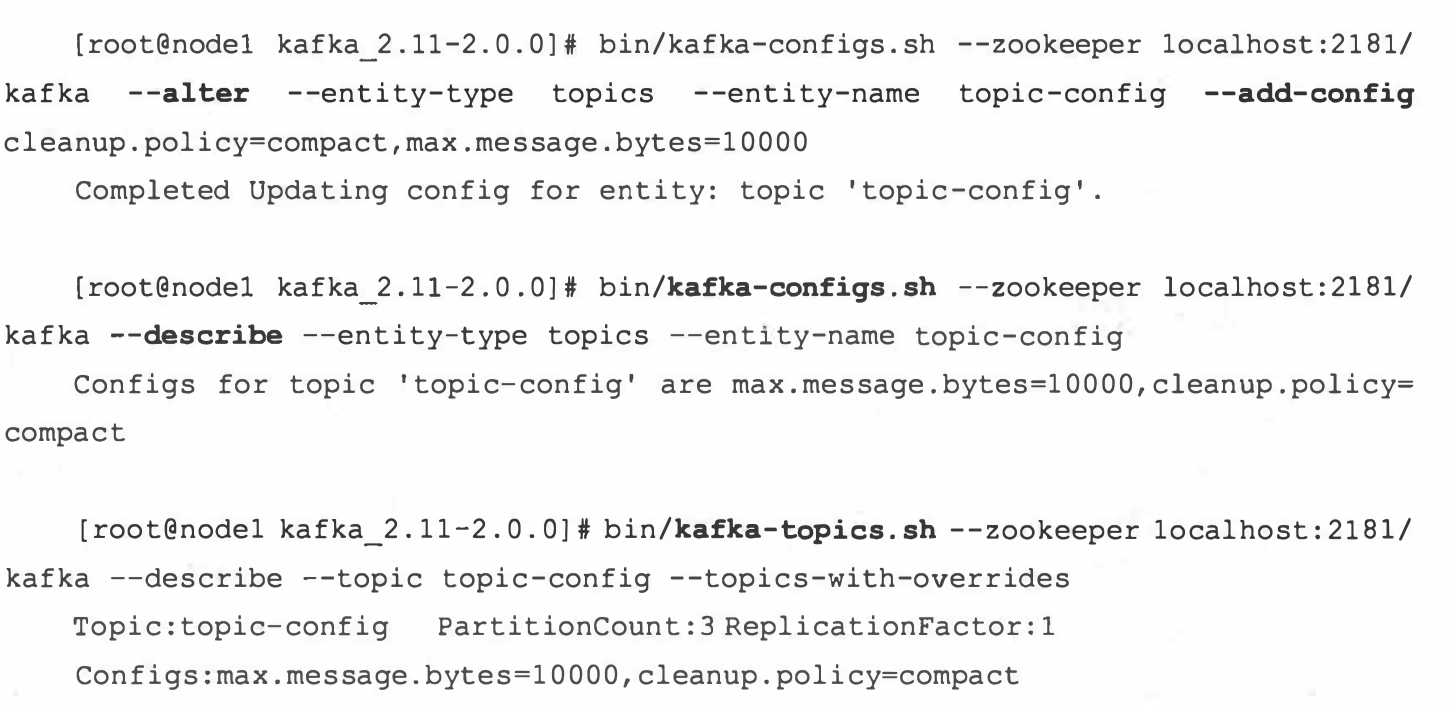 [root@node1 kafka_2.11-2.0.0]# bin/kafka-configs.sh --zookeeper localhost:2181/
kafka --alter --entity-type topics --entity-name topic-config --add-config
cleanup.policy=compact,max.message.bytes=10000
Completed Updating config for entity: topic 'topic-config'.
[root@node1 kafka_2.11-2.0.0]# bin/kafka-configs.sh --zookeeper localhost:2181/
kafka --describe --entity-type topics --entity-name topic-config
Configs for topic 'topic-config' are max.message.bytes=10000,cleanup.policy=
compact
[root@node1 kafka_2.11-2.0.0]# bin/kafka-topics.sh --zookeeper localhost:2181/
kafka --describe --topic topic-config --topics-with-overrides
Topic:topic-config PartitionCount:3 ReplicationFactor:1
Configs:max.message.bytes=10000,cleanup.policy=compact